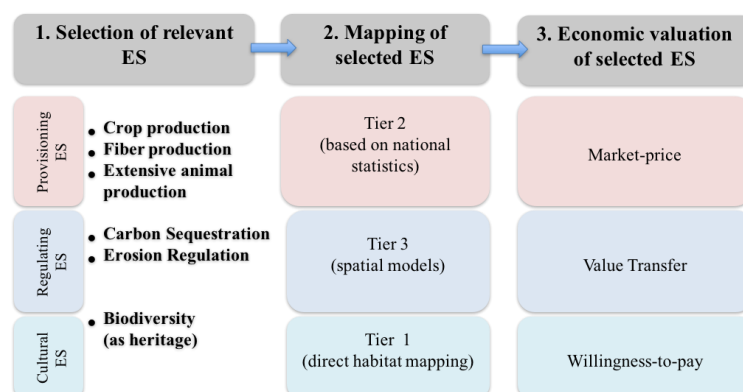 1. Selection of relevant
ES
2. Mapping of
selected ES
3. Economic valuation
of selected ES
Provisioning
ES
• Crop production
• Fiber production
• Extensive animal
production
Tier 2
(based on national
statistics)
Market-price
Regulating
ES
• Carbon Sequestration
• Erosion Regulation
Tier 3
(spatial models)
Value Transfer
Cultural
ES
• Biodiversity
(as heritage)
Tier 1
(direct habitat mapping)
Willingness-to-pay